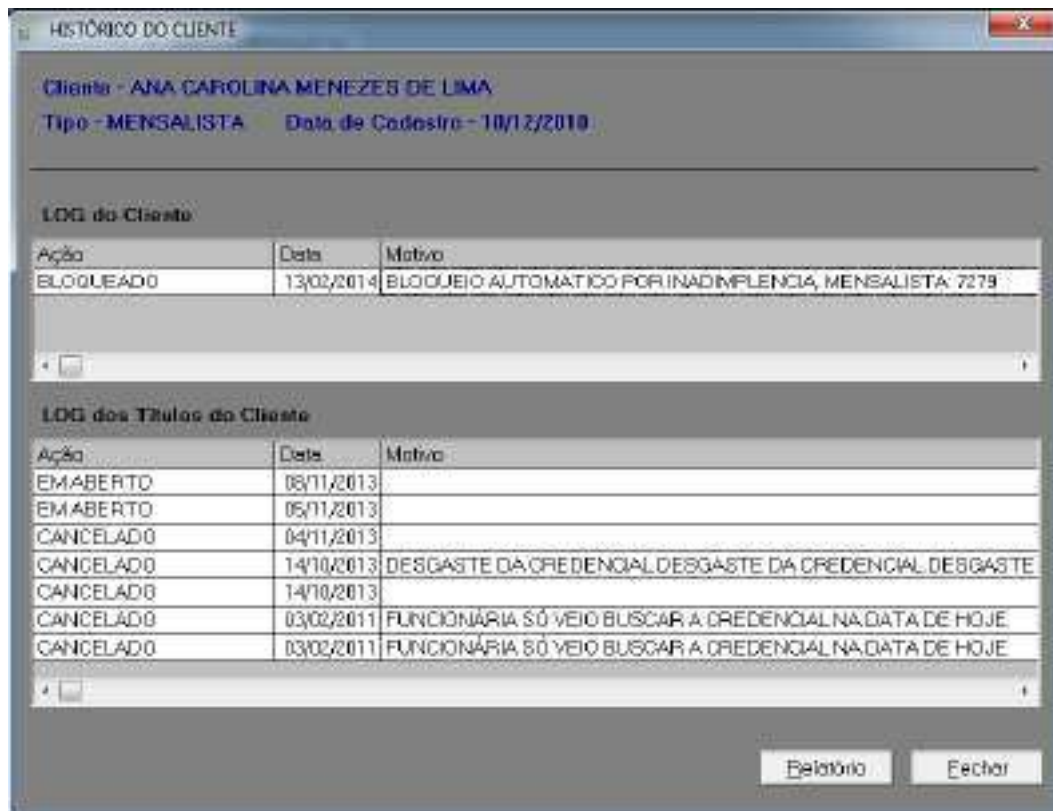 HISTÓRICO DO CLIENTE
Cliente - ANA CAROLINA MENEZES DE LIMA
Tipo - MENSALISTA Data de Cadastro - 10/12/2010
LOG do Cliente
Ação Data Motivo
BLOQUEADO 13/02/2014 BLOQUEIO AUTOMATICO POR INADIMPLENCIA, MENSALISTA: 7279
LOG dos Títulos do Cliente
Ação Data Motivo
EM ABERTO 08/11/2013
EM ABERTO 05/11/2013
CANCELADO 04/11/2013
CANCELADO 14/10/2013 DESGASTE DA CREDENCIAL.DESGASTE DA CREDENCIAL.DESGASTE
CANCELADO 14/10/2013
CANCELADO 03/02/2011 FUNCIONÁRIA SÓ VEIO BUSCAR A CREDENCIAL NA DATA DE HOJE.
CANCELADO 03/02/2011 FUNCIONÁRIA SÓ VEIO BUSCAR A CREDENCIAL NA DATA DE HOJE.
Relatório Fechar